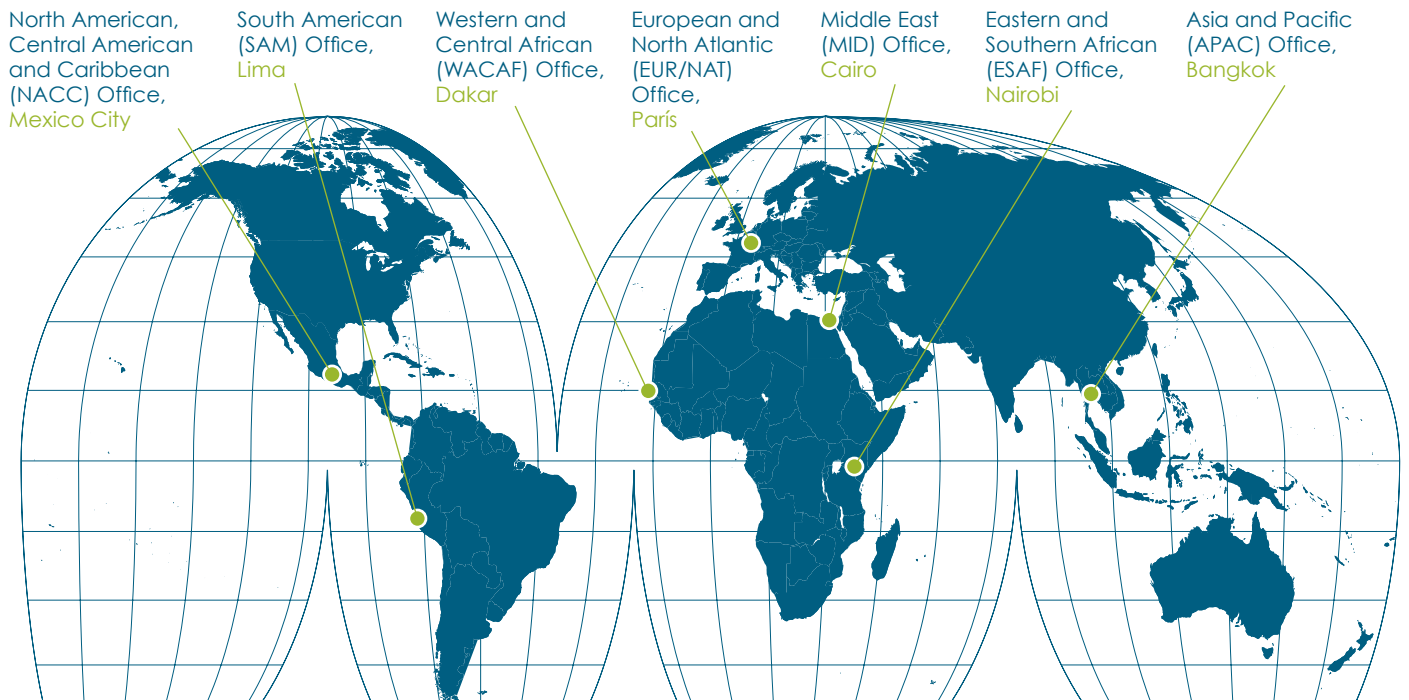 North American,
Central American
and Caribbean
(NACC) Office,
Mexico City
South American
(SAM) Office,
Lima
Western and
Central African
(WACAF) Office,
Dakar
European and
North Atlantic
(EUR/NAT)
Office,
París
Middle East
(MID) Office,
Cairo
Eastern and
Southern African
(ESAF) Office,
Nairobi
Asia and Pacific
(APAC) Office,
Bangkok